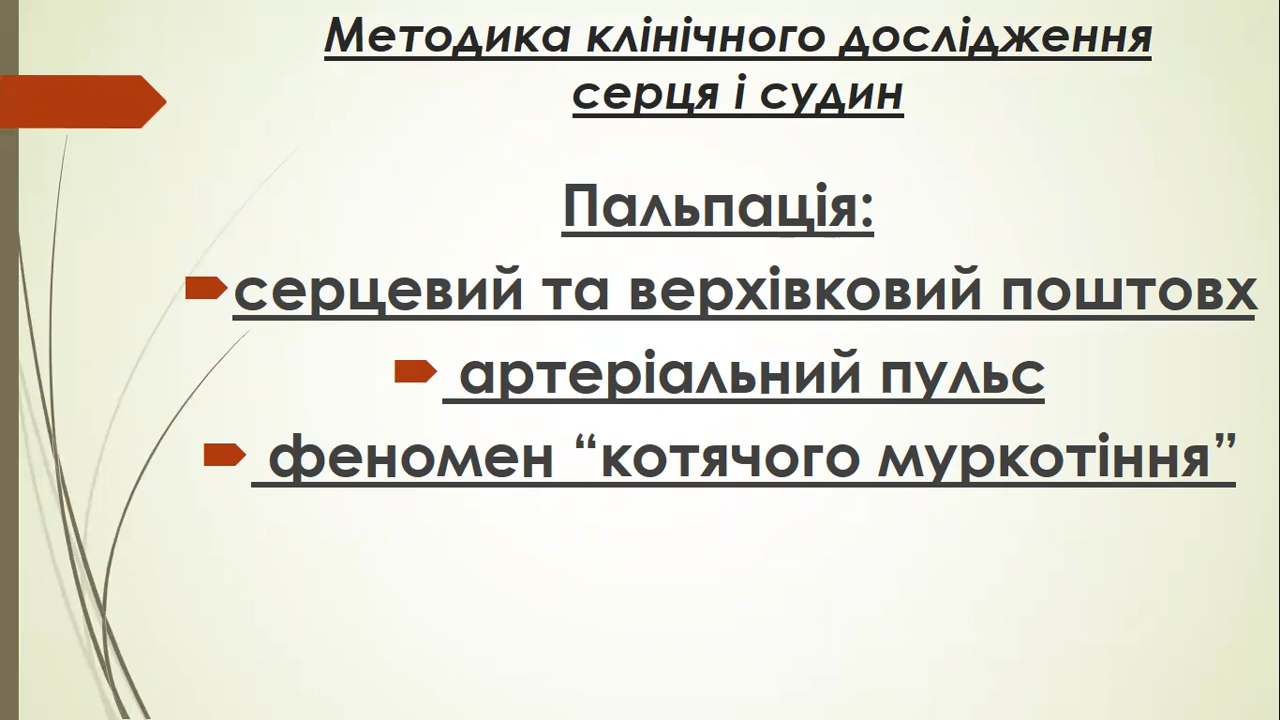 Методика клінічного дослідження
серця і судин
Пальпація:
серцевий та верхівковий поштовх
артеріальний пульс
феномен “котячого муркотіння”